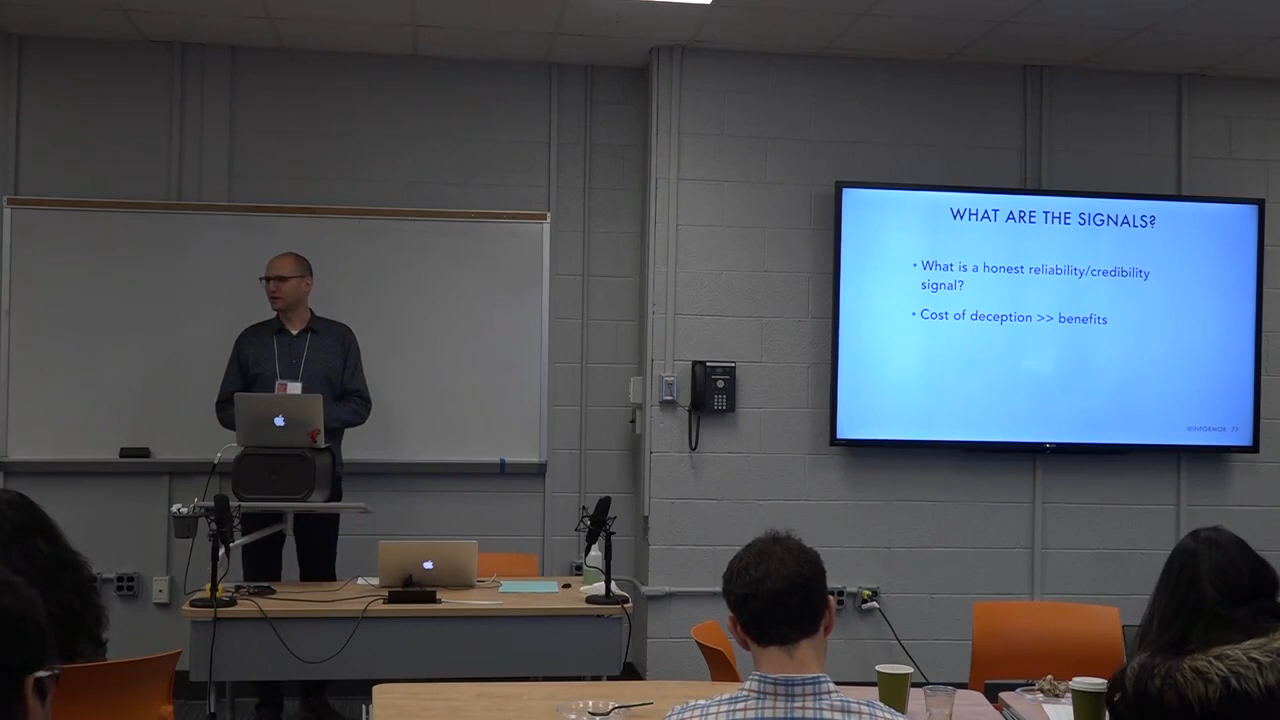 WHAT ARE THE SIGNALS?
• What is a honest reliability/credibility
signal?
• Cost of deception >> benefits
@INFORMOR 77